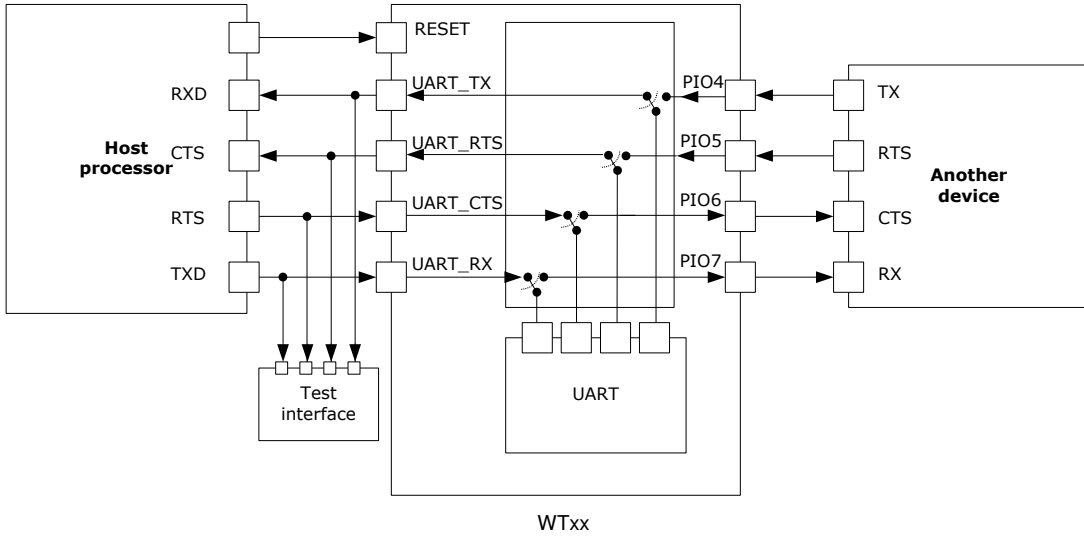 RESET
RXD
UART_TX
PIO4
TX
Host
processor
CTS
UART_RTS
PIO5
RTS
Another
device
RTS
UART_CTS
PIO6
CTS
TXD
UART_RX
PIO7
RX
Test
interface
UART
WTxx